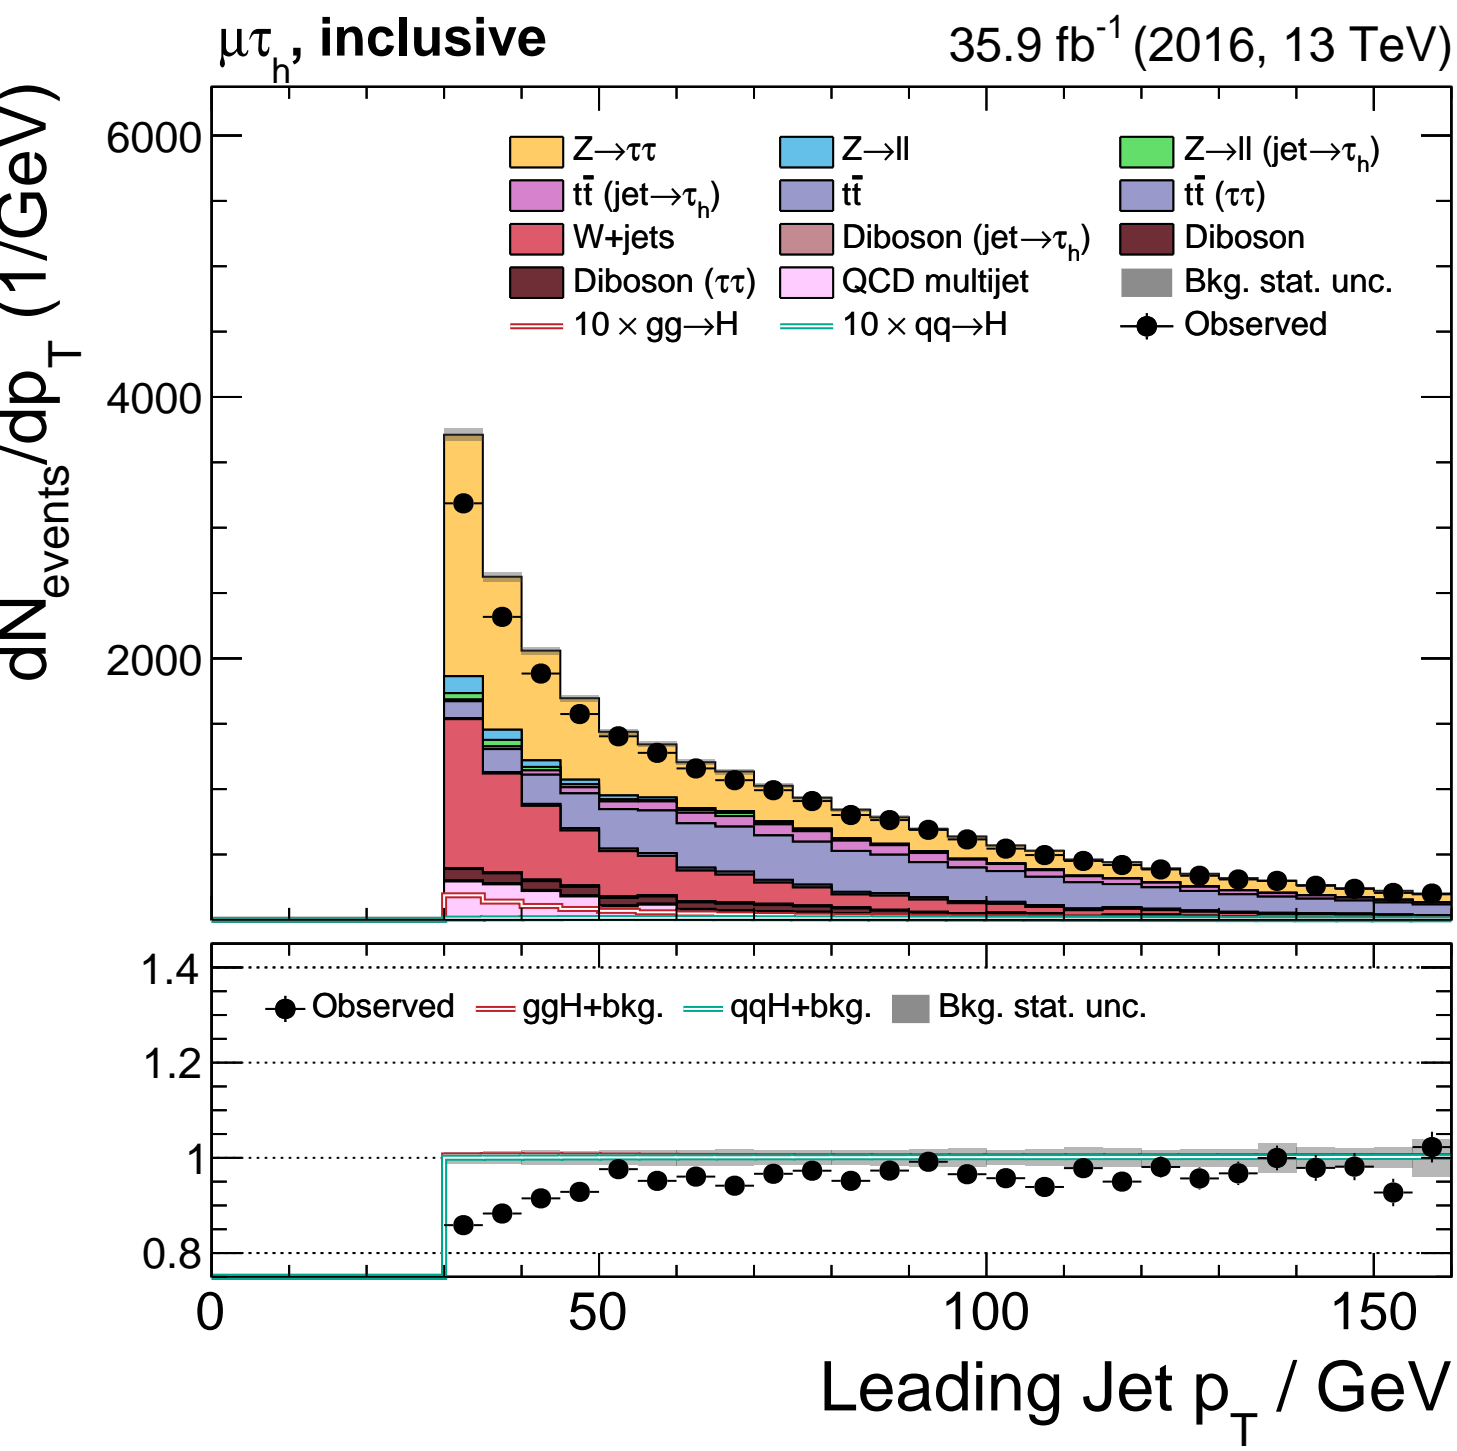 μτh, inclusive 35.9 fb-1 (2016, 13 TeV)
dNevents/dpT (1/GeV)
6000
4000
2000
Z→ττ Z→ll Z→ll (jet→τh)
tt̄ (jet→τh) tt̄ tt̄ (ττ)
W+jets Diboson (jet→τh) Diboson
Diboson (ττ) QCD multijet Bkg. stat. unc.
10 × gg→H 10 × qq→H Observed
1.4
1.2
1
0.8
Observed ggH+bkg. qqH+bkg. Bkg. stat. unc.
0 50 100 150
Leading Jet pT / GeV